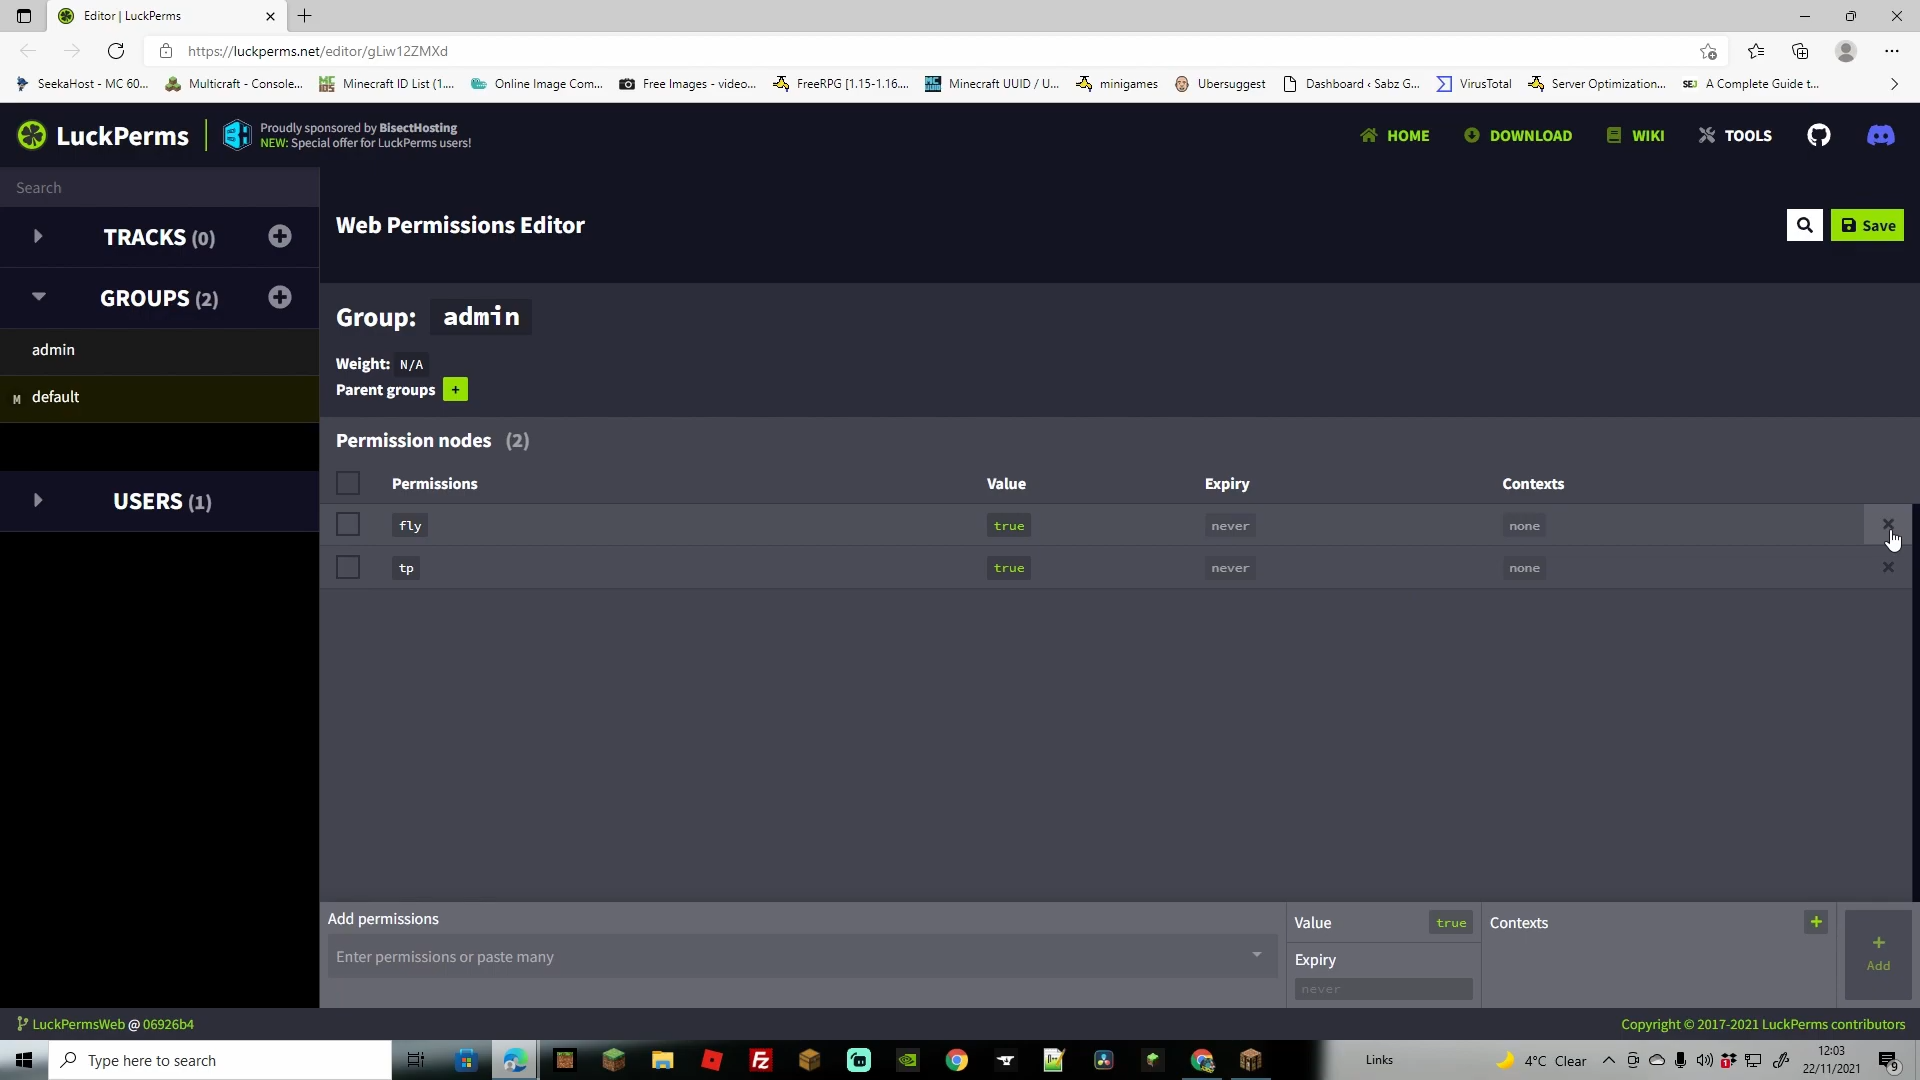 Editor | LuckPerms
https://luckperms.net/editor/gLiw12ZMXd
SeekaHost - MC 60...
Multicraft - Console...
Minecraft ID List (1....
Online Image Com...
Free Images - video...
FreeRPG [1.15-1.16....
Minecraft UUID / U...
minigames
Ubersuggest
Dashboard ‹ Sabz G...
VirusTotal
Server Optimization...
SEJ A Complete Guide t...
LuckPerms
Proudly sponsored by BisectHosting
NEW: Special offer for LuckPerms users!
HOME
DOWNLOAD
WIKI
TOOLS
Search
TRACKS (0)
GROUPS (2)
admin
M default
USERS (1)
Web Permissions Editor
Save
Group: admin
Weight: N/A
Parent groups +
Permission nodes (2)
Permissions Value Expiry Contexts
fly true never none
tp true never none
Add permissions
Enter permissions or paste many
Value true
Expiry
never
Contexts +
+
Add
LuckPermsWeb @ 06926b4
Copyright © 2017-2021 LuckPerms contributors
Type here to search
Links
4°C Clear
12:03
22/11/2021
9